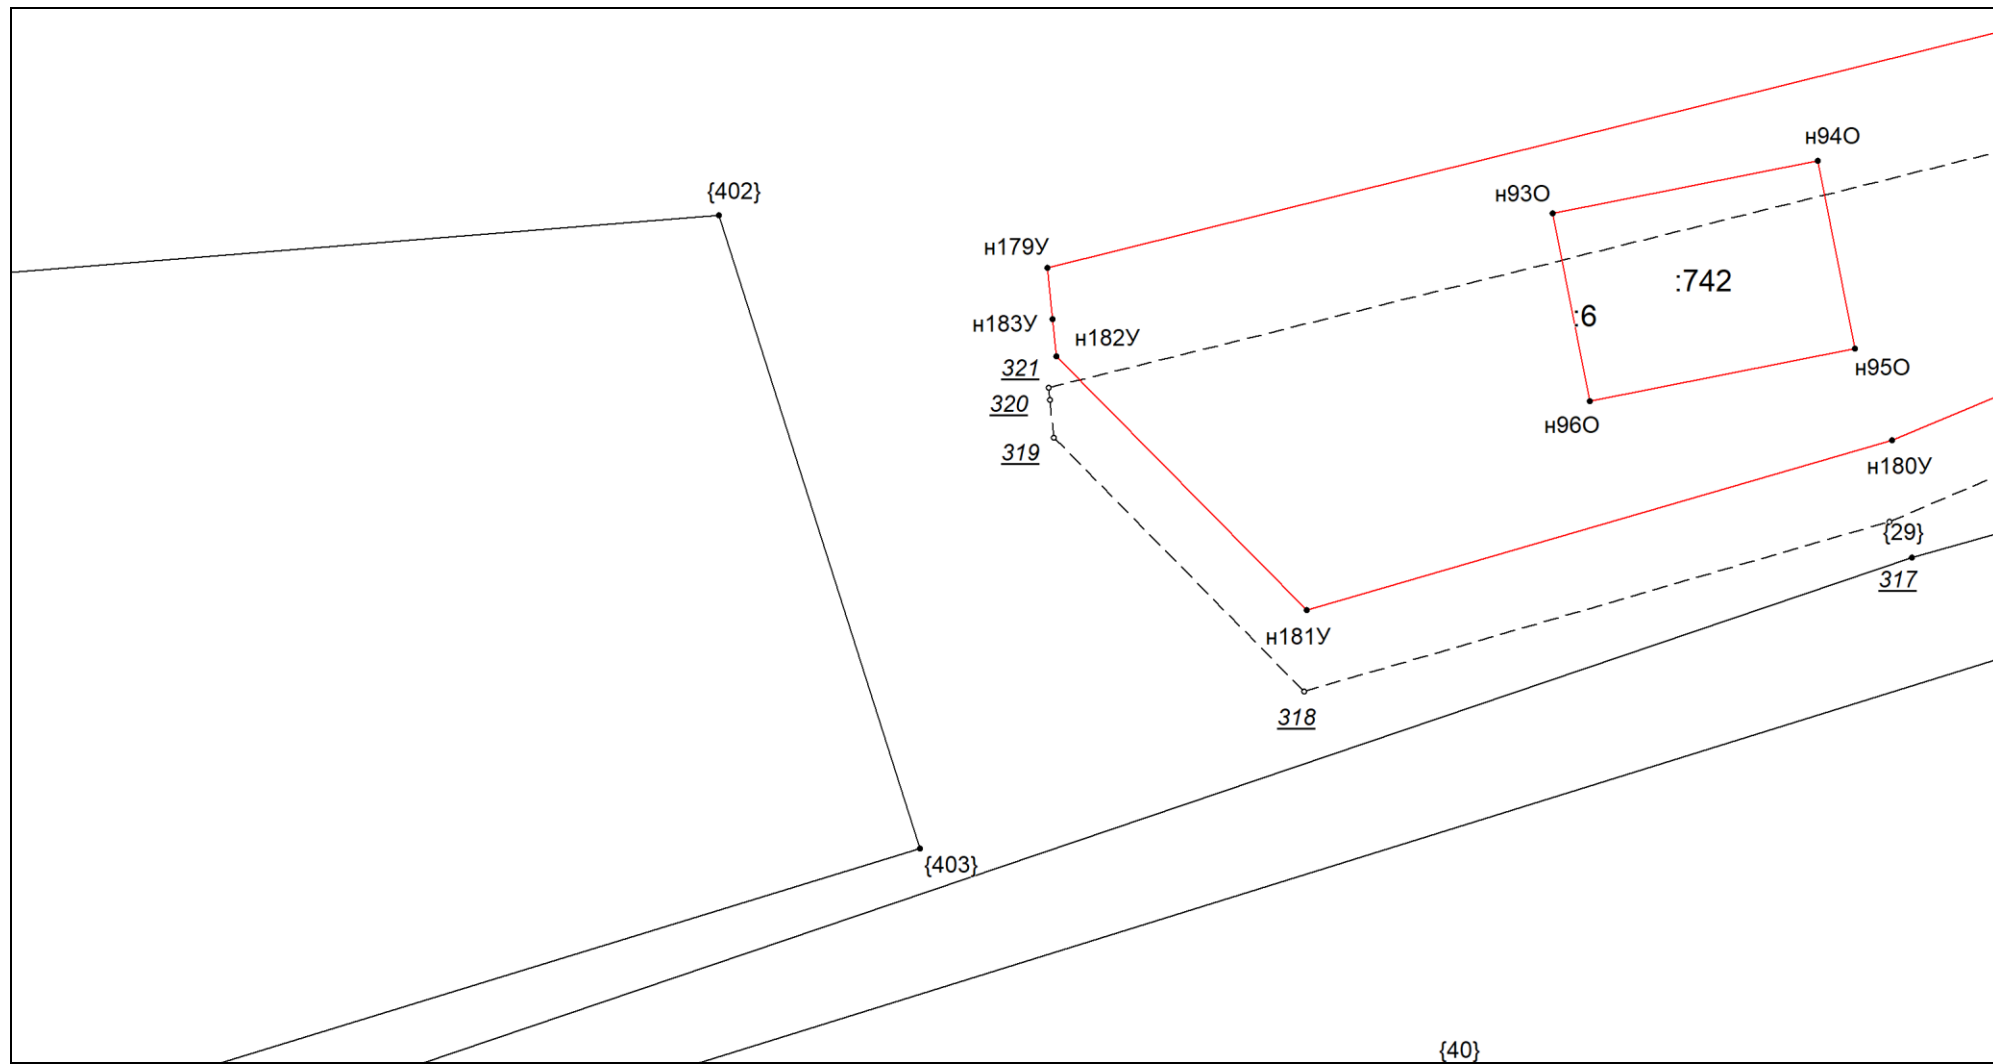 н94О
{402}
н93О
н179У
:742
:6
н183У
н182У
321
н95О
320
н96О
319
н180У
{29}
317
н181У
318
{403}
{40}